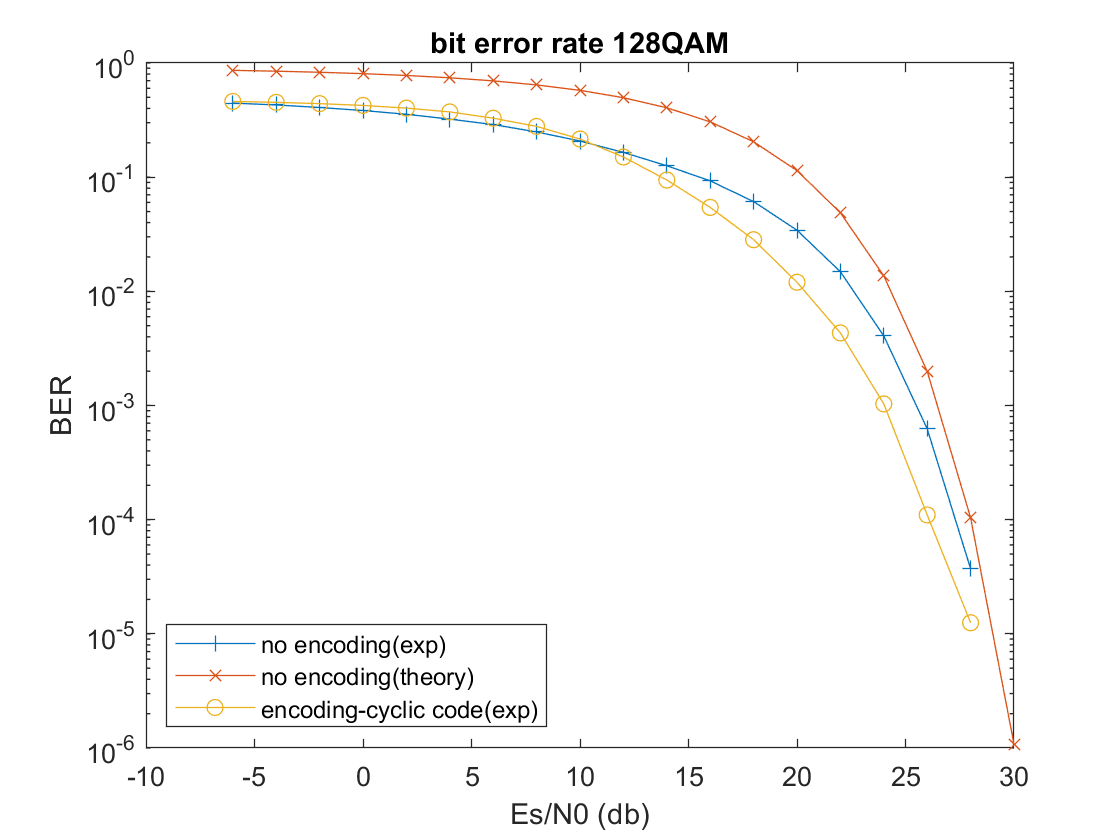 bit error rate 128QAM
10^0
10^-1
10^-2
10^-3
10^-4
10^-5
10^-6
BER
no encoding(exp)
no encoding(theory)
encoding-cyclic code(exp)
-10 -5 0 5 10 15 20 25 30
Es/N0 (db)